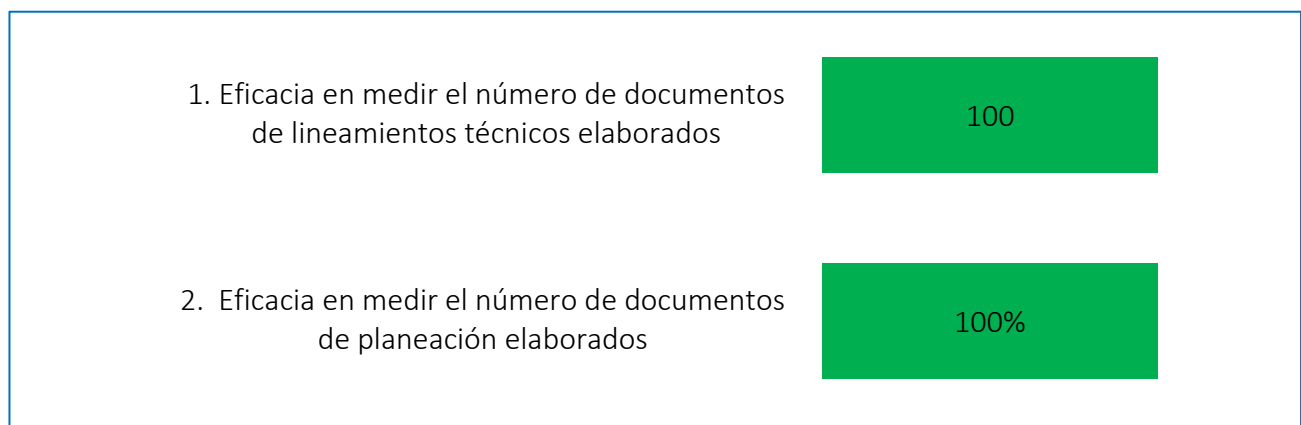 1. Eficacia en medir el número de documentos
de lineamientos técnicos elaborados
100
2. Eficacia en medir el número de documentos
de planeación elaborados
100%